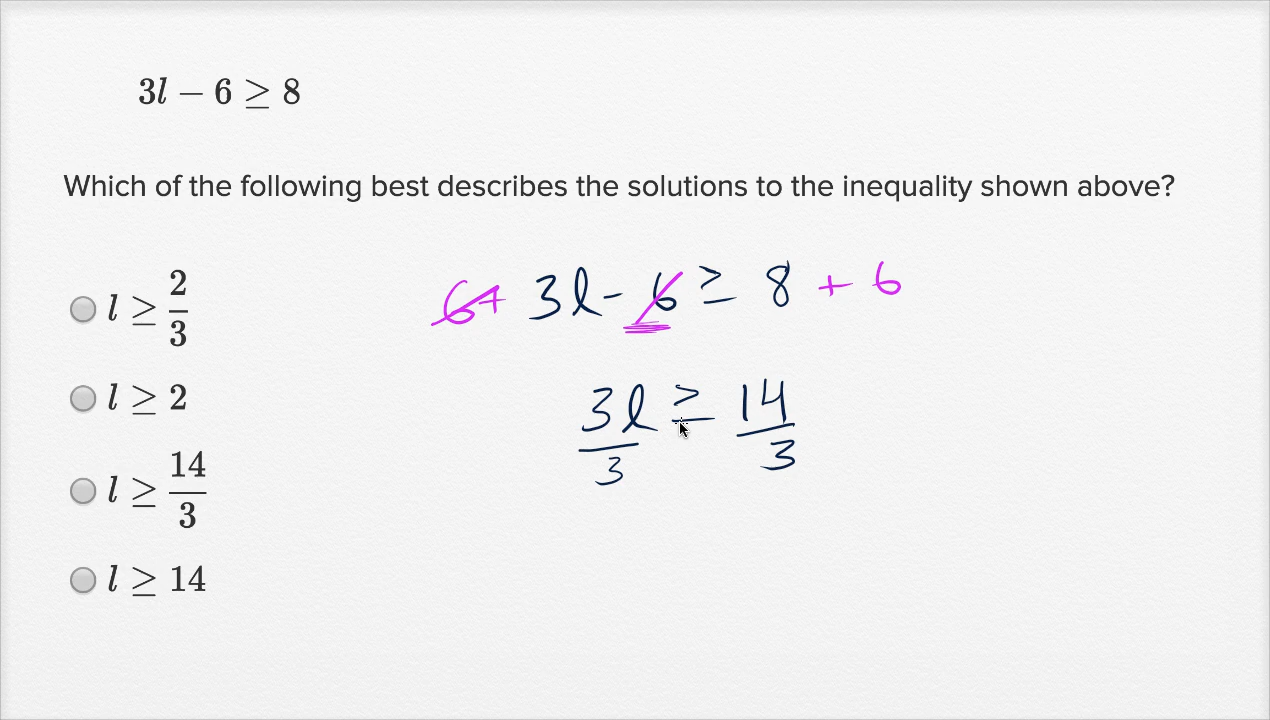 3l − 6 ≥ 8
Which of the following best describes the solutions to the inequality shown above?
l ≥ 2/3
l ≥ 2
l ≥ 14/3
l ≥ 14
6+ 3l - 6 ≥ 8 + 6
3l/3 ≥ 14/3